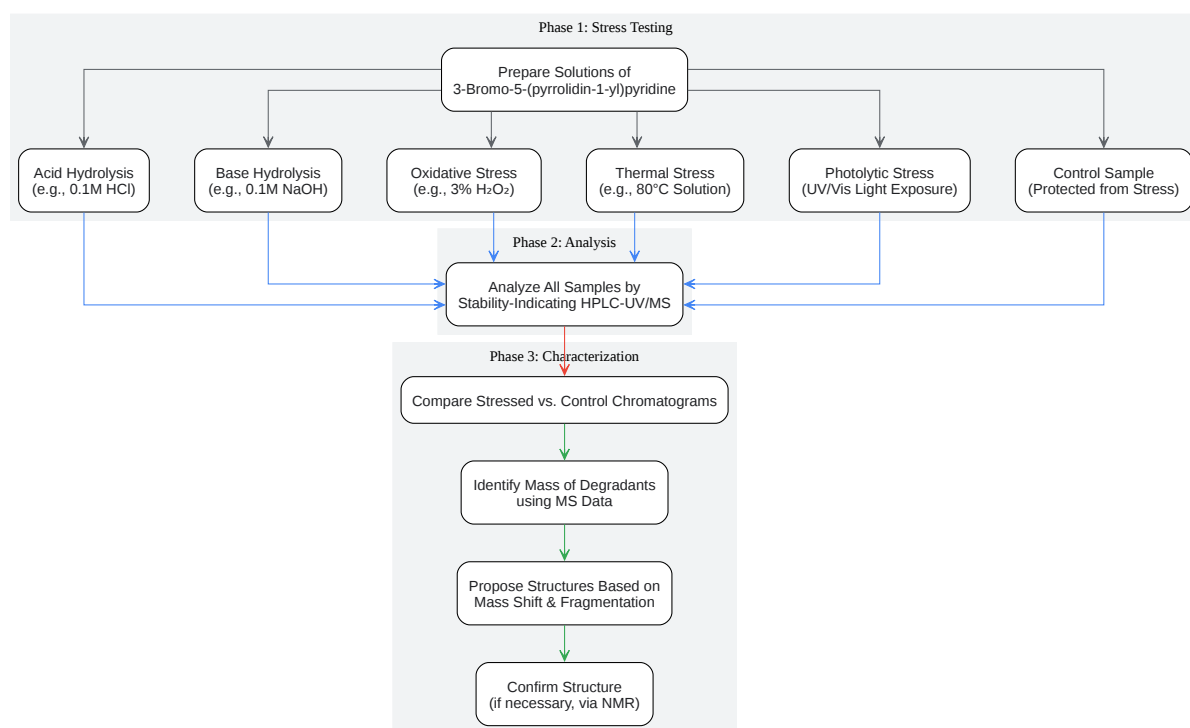 Phase 1: Stress Testing
Prepare Solutions of
3-Bromo-5-(pyrrolidin-1-yl)pyridine
Acid Hydrolysis
(e.g., 0.1M HCl)
Base Hydrolysis
(e.g., 0.1M NaOH)
Oxidative Stress
(e.g., 3% H₂O₂)
Thermal Stress
(e.g., 80°C Solution)
Photolytic Stress
(UV/Vis Light Exposure)
Control Sample
(Protected from Stress)
Phase 2: Analysis
Analyze All Samples by
Stability-Indicating HPLC-UV/MS
Phase 3: Characterization
Compare Stressed vs. Control Chromatograms
Identify Mass of Degradants
using MS Data
Propose Structures Based on
Mass Shift & Fragmentation
Confirm Structure
(if necessary, via NMR)